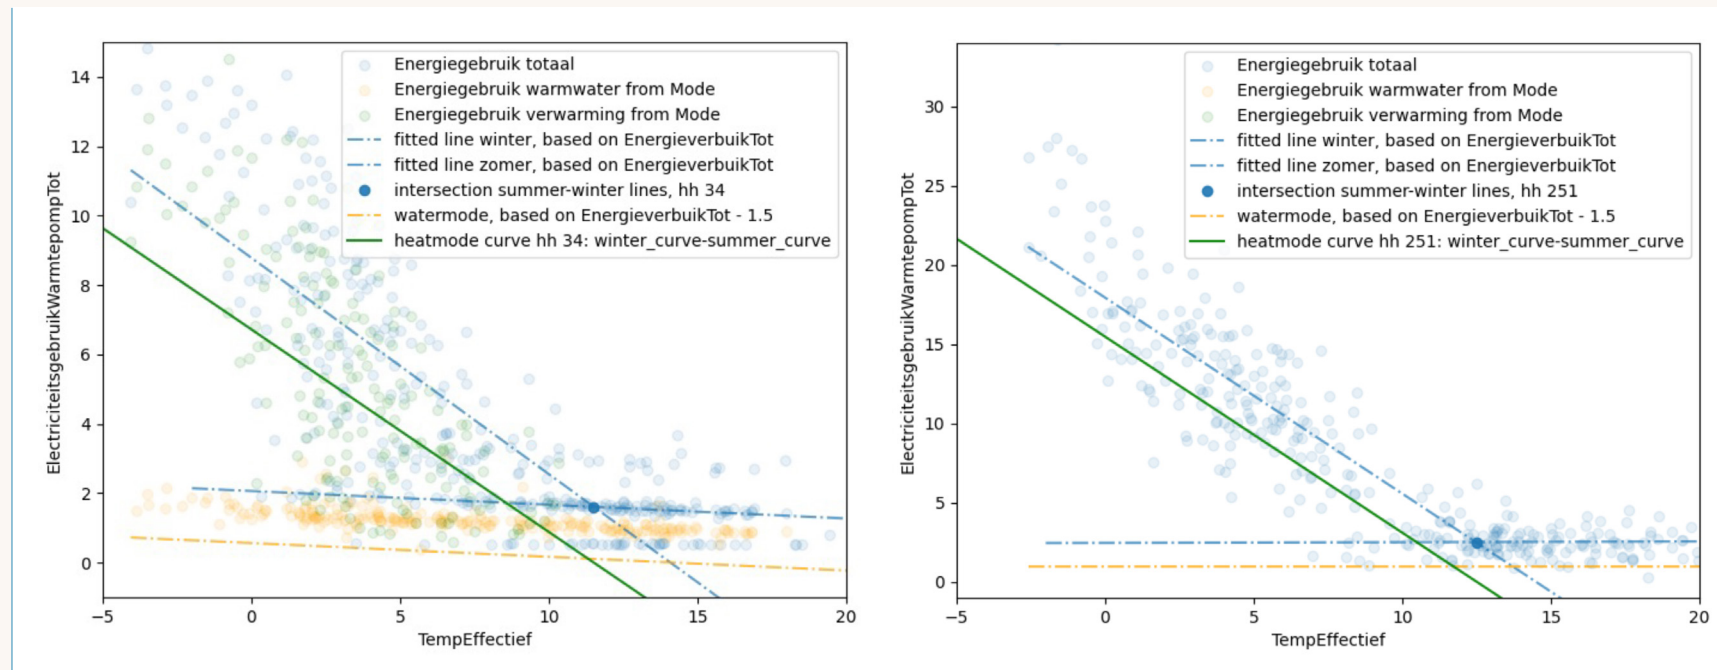 Energiegebruik totaal
Energiegebruik warmwater from Mode
Energiegebruik verwarming from Mode
fitted line winter, based on EnergieverbuikTot
fitted line zomer, based on EnergieverbuikTot
intersection summer-winter lines, hh 34
watermode, based on EnergieverbuikTot - 1.5
heatmode curve hh 34: winter_curve-summer_curve
ElectriciteitsgebruikWarmtepompTot
14
12
10
8
6
4
2
0
−5
0
5
10
15
20
TempEffectief
Energiegebruik totaal
Energiegebruik warmwater from Mode
Energiegebruik verwarming from Mode
fitted line winter, based on EnergieverbuikTot
fitted line zomer, based on EnergieverbuikTot
intersection summer-winter lines, hh 251
watermode, based on EnergieverbuikTot - 1.5
heatmode curve hh 251: winter_curve-summer_curve
ElectriciteitsgebruikWarmtepompTot
30
25
20
15
10
5
0
−5
0
5
10
15
20
TempEffectief